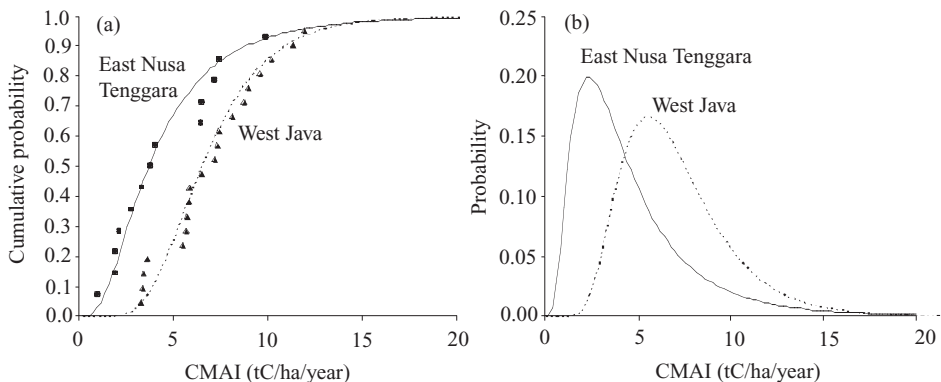 (a)
East Nusa
Tenggara
West Java
Cumulative probability
1.0
0.9
0.8
0.7
0.6
0.5
0.4
0.3
0.2
0.1
0.0
0 5 10 15 20
CMAI (tC/ha/year)
(b)
East Nusa Tenggara
West Java
Probability
0.25
0.20
0.15
0.10
0.05
0.00
0 5 10 15 20
CMAI (tC/ha/year)